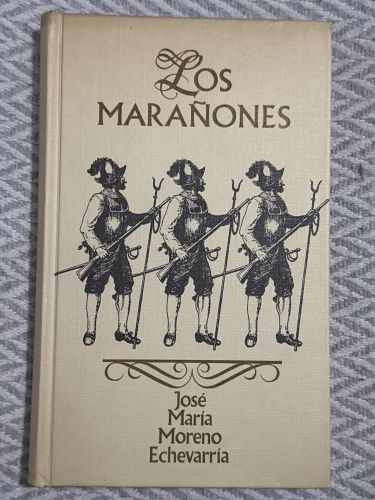 Los
MARAÑONES
José
María
Moreno
Echevarría